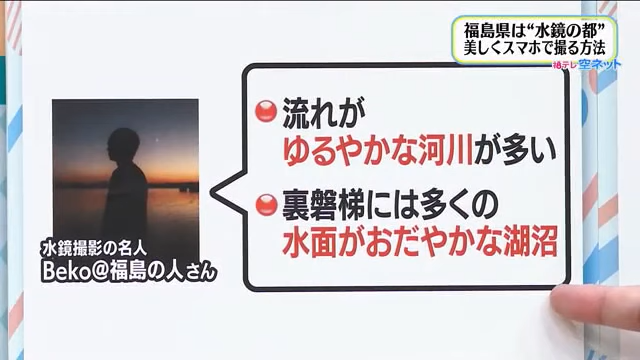 福島県は“水鏡の都”
美しくスマホで撮る方法
福テレ空ネット
流れが
ゆるやかな河川が多い
裏磐梯には多くの
水面がおだやかな湖沼
水鏡撮影の名人
Beko@福島の人さん